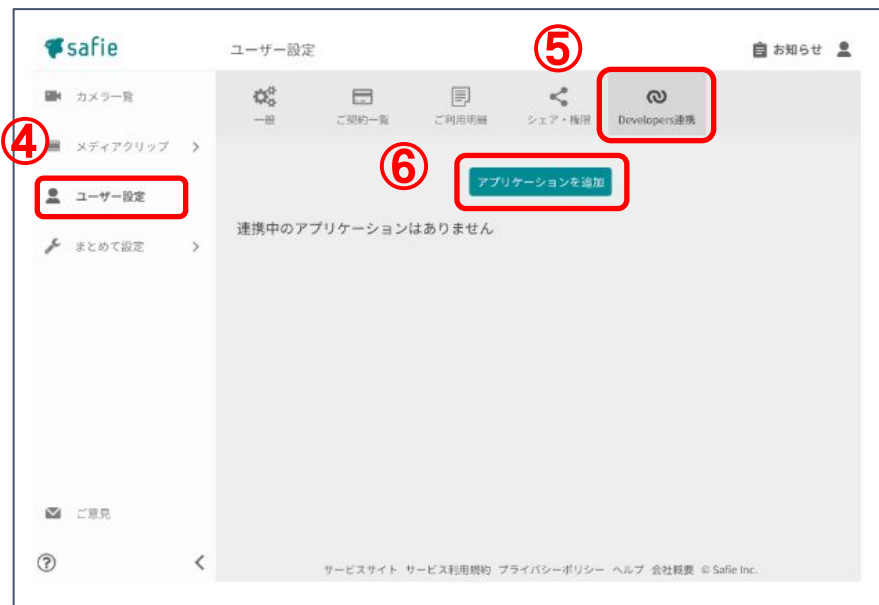 safie
ユーザー設定
⑤
お知らせ
カメラ一覧
一般
ご契約一覧
ご利用明細
シェア・権限
Developers連携
④
メディアクリップ
⑥
アプリケーションを追加
ユーザー設定
連携中のアプリケーションはありません
まとめて設定
ご意見
サービスサイト サービス利用規約 プライバシーポリシー ヘルプ 会社概要 © Safie Inc.